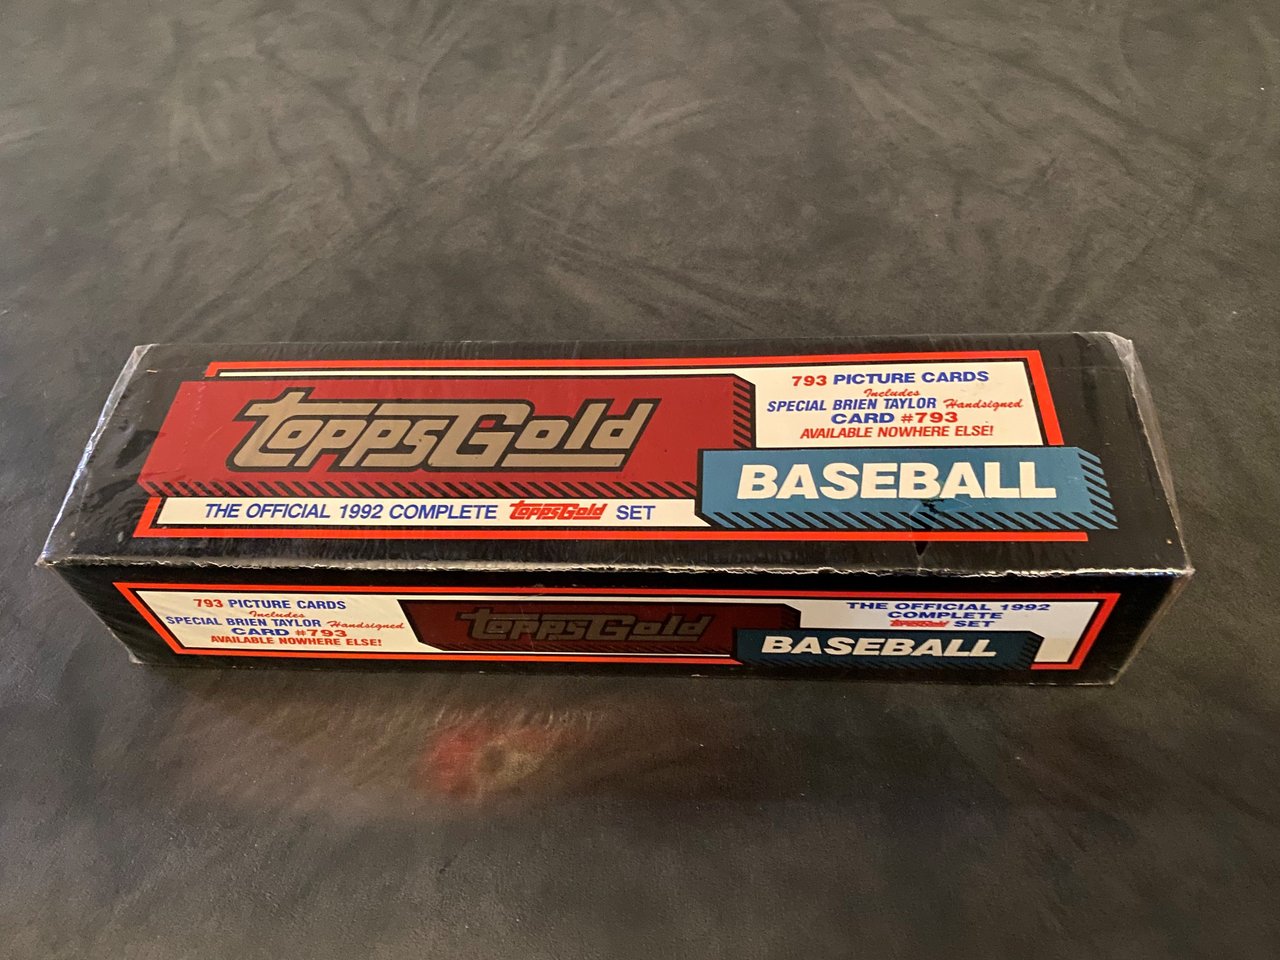 ToppsGold
793 PICTURE CARDS
Includes
SPECIAL BRIEN TAYLOR Handsigned
CARD #793
AVAILABLE NOWHERE ELSE!
BASEBALL
THE OFFICIAL 1992 COMPLETE ToppsGold SET
793 PICTURE CARDS
Includes
SPECIAL BRIEN TAYLOR Handsigned
CARD #793
AVAILABLE NOWHERE ELSE!
ToppsGold
THE OFFICIAL 1992
COMPLETE
ToppsGold SET
BASEBALL